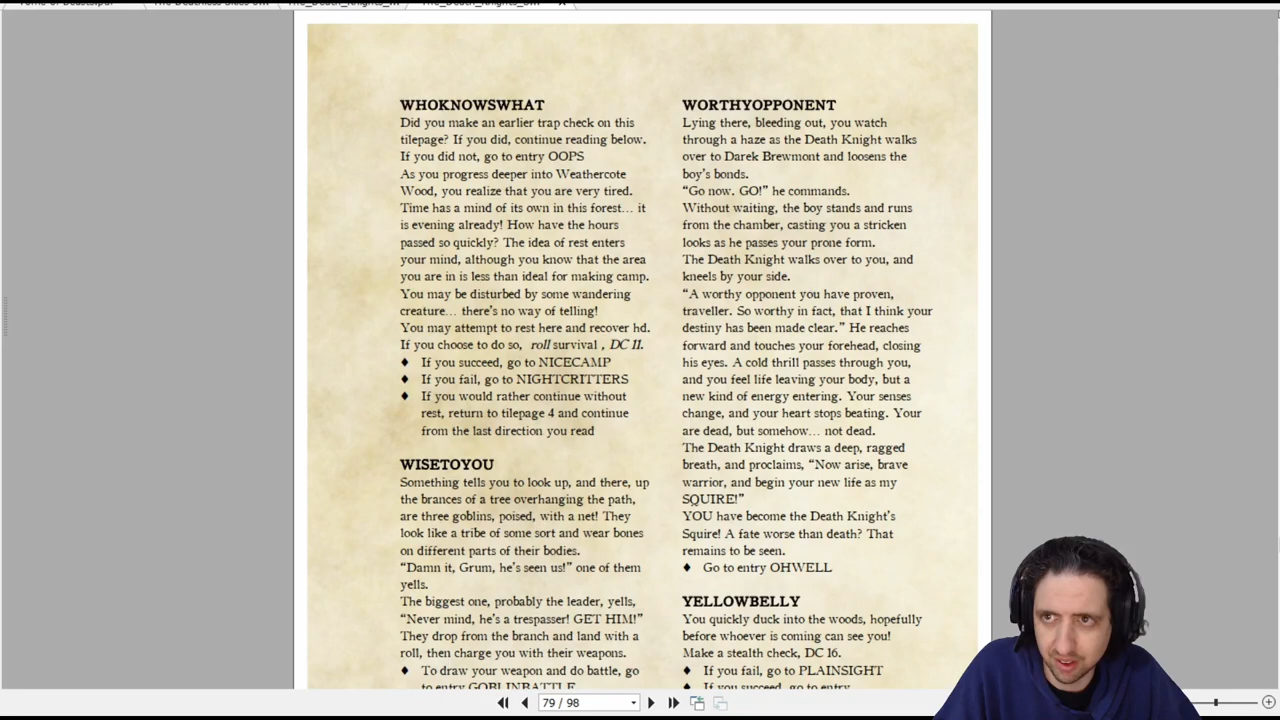 WHOKNOWSWHAT
Did you make an earlier trap check on this
tilepage? If you did, continue reading below.
If you did not, go to entry OOPS
As you progress deeper into Weathercote
Wood, you realize that you are very tired.
Time has a mind of its own in this forest... it
is evening already! How have the hours
passed so quickly? The idea of rest enters
your mind, although you know that the area
you are in is less than ideal for making camp.
You may be disturbed by some wandering
creature... there's no way of telling!
You may attempt to rest here and recover hd.
If you choose to do so, roll survival , DC 11.
♦ If you succeed, go to NICECAMP
♦ If you fail, go to NIGHTCRITTERS
♦ If you would rather continue without
rest, return to tilepage 4 and continue
from the last direction you read
WISETOYOU
Something tells you to look up, and there, up
the brances of a tree overhanging the path,
are three goblins, poised, with a net! They
look like a tribe of some sort and wear bones
on different parts of their bodies.
“Damn it, Grum, he's seen us!” one of them
yells.
The biggest one, probably the leader, yells,
“Never mind, he's a trespasser! GET HIM!”
They drop from the branch and land with a
roll, then charge you with their weapons.
♦ To draw your weapon and do battle, go
to entry GOBLINBATTLE
WORTHYOPPONENT
Lying there, bleeding out, you watch
through a haze as the Death Knight walks
over to Darek Brewmont and loosens the
boy's bonds.
“Go now. GO!” he commands.
Without waiting, the boy stands and runs
from the chamber, casting you a stricken
looks as he passes your prone form.
The Death Knight walks over to you, and
kneels by your side.
“A worthy opponent you have proven,
traveller. So worthy in fact, that I think your
destiny has been made clear.” He reaches
forward and touches your forehead, closing
his eyes. A cold thrill passes through you,
and you feel life leaving your body, but a
new kind of energy entering. Your senses
change, and your heart stops beating. Your
are dead, but somehow... not dead.
The Death Knight draws a deep, ragged
breath, and proclaims, “Now arise, brave
warrior, and begin your new life as my
SQUIRE!”
YOU have become the Death Knight's
Squire! A fate worse than death? That
remains to be seen.
♦ Go to entry OHWELL
YELLOWBELLY
You quickly duck into the woods, hopefully
before whoever is coming can see you!
Make a stealth check, DC 16.
♦ If you fail, go to PLAINSIGHT
♦ If you succeed, go to entry
79 / 98